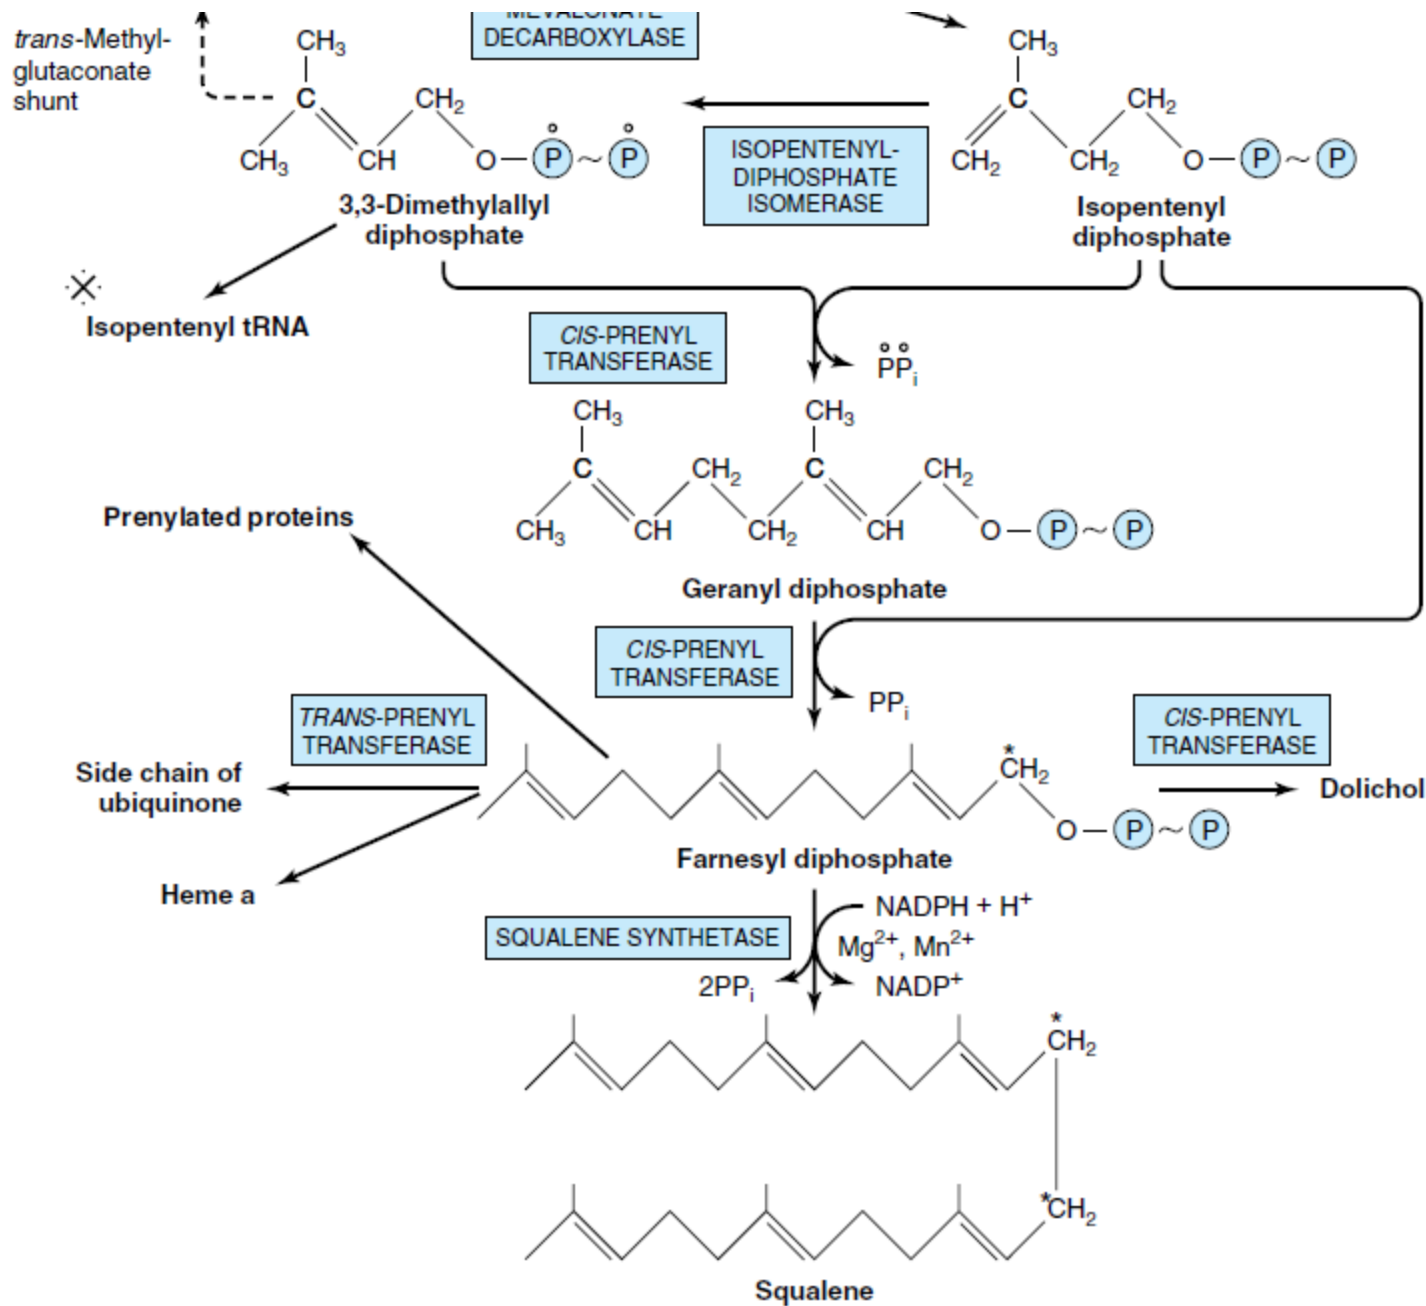 MEVALONATE
DECARBOXYLASE
trans-Methyl-
glutaconate
shunt
CH3
C
CH2
CH3
CH
O
P
~
P
3,3-Dimethylallyl
diphosphate
ISOPENTENYL-
DIPHOSPHATE
ISOMERASE
CH3
C
CH2
CH2
CH2
O
P
~
P
Isopentenyl
diphosphate
Isopentenyl tRNA
CIS-PRENYL
TRANSFERASE
PPi
CH3
CH3
C
CH2
C
CH2
CH3
CH
CH2
CH
O
P
~
P
Geranyl diphosphate
Prenylated proteins
CIS-PRENYL
TRANSFERASE
PPi
TRANS-PRENYL
TRANSFERASE
Side chain of
ubiquinone
Heme a
*
CH2
O
P
~
P
Farnesyl diphosphate
CIS-PRENYL
TRANSFERASE
Dolichol
SQUALENE SYNTHETASE
NADPH + H+
Mg2+, Mn2+
2PPi
NADP+
*
CH2
*CH2
Squalene